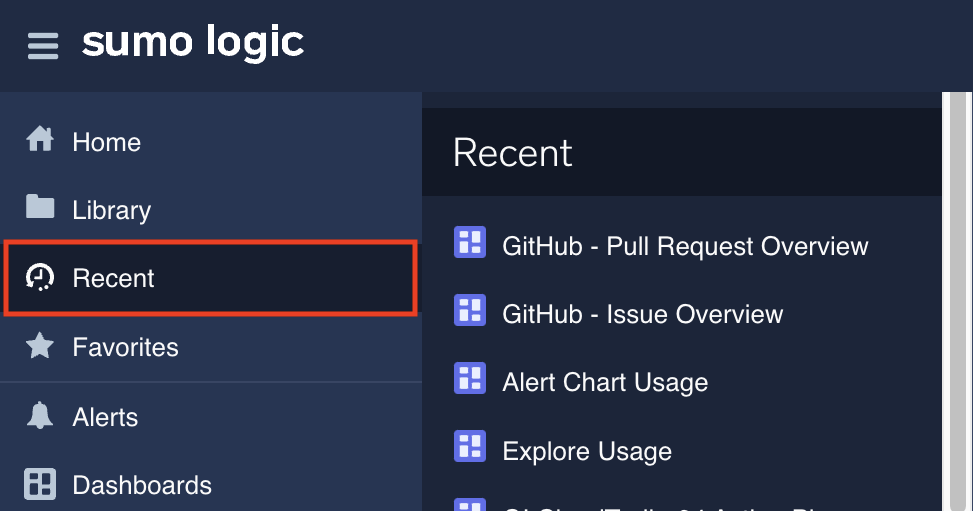 sumo logic
Home
Library
Recent
Favorites
Alerts
Dashboards
Recent
GitHub - Pull Request Overview
GitHub - Issue Overview
Alert Chart Usage
Explore Usage